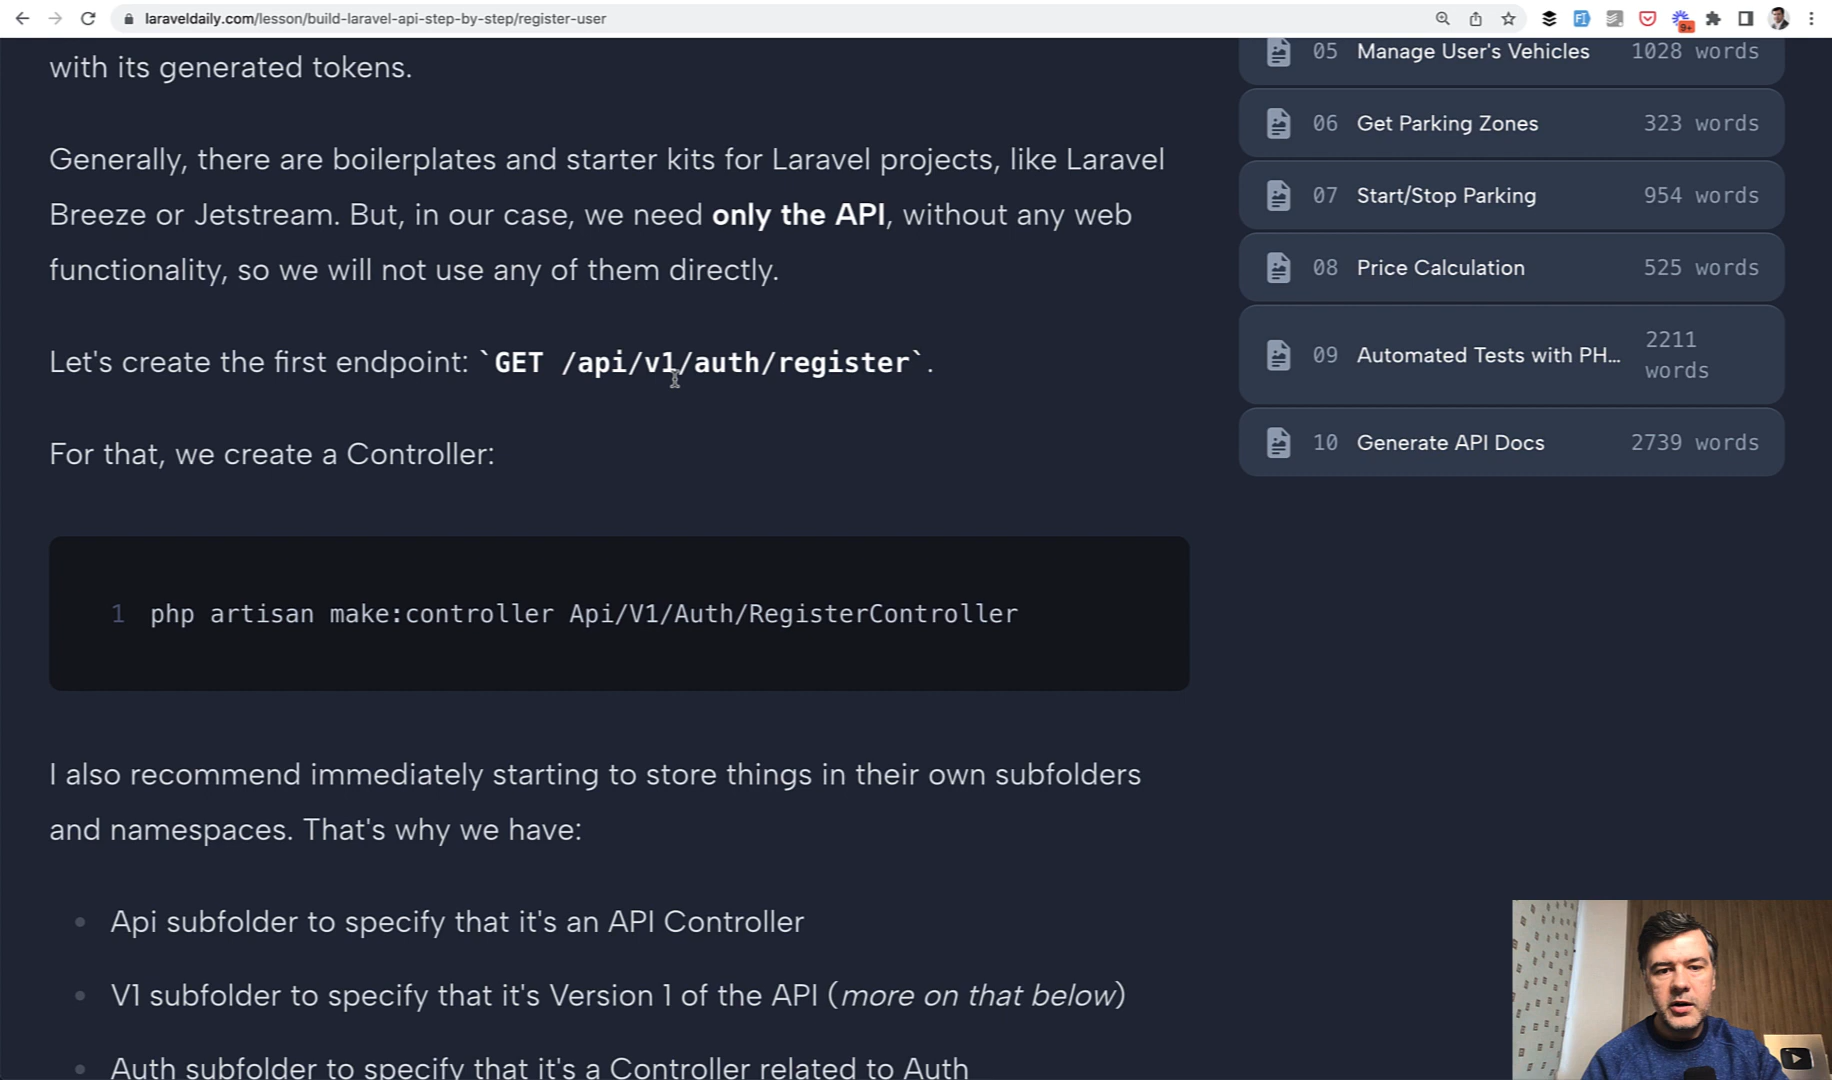 laraveldaily.com/lesson/build-laravel-api-step-by-step/register-user
9+
with its generated tokens.
Generally, there are boilerplates and starter kits for Laravel projects, like Laravel
Breeze or Jetstream. But, in our case, we need only the API, without any web
functionality, so we will not use any of them directly.
Let's create the first endpoint: `GET /api/v1/auth/register`.
For that, we create a Controller:
1 php artisan make:controller Api/V1/Auth/RegisterController
I also recommend immediately starting to store things in their own subfolders
and namespaces. That's why we have:
Api subfolder to specify that it's an API Controller
V1 subfolder to specify that it's Version 1 of the API (more on that below)
Auth subfolder to specify that it's a Controller related to Auth
05 Manage User's Vehicles 1028 words
06 Get Parking Zones 323 words
07 Start/Stop Parking 954 words
08 Price Calculation 525 words
09 Automated Tests with PH... 2211
words
10 Generate API Docs 2739 words